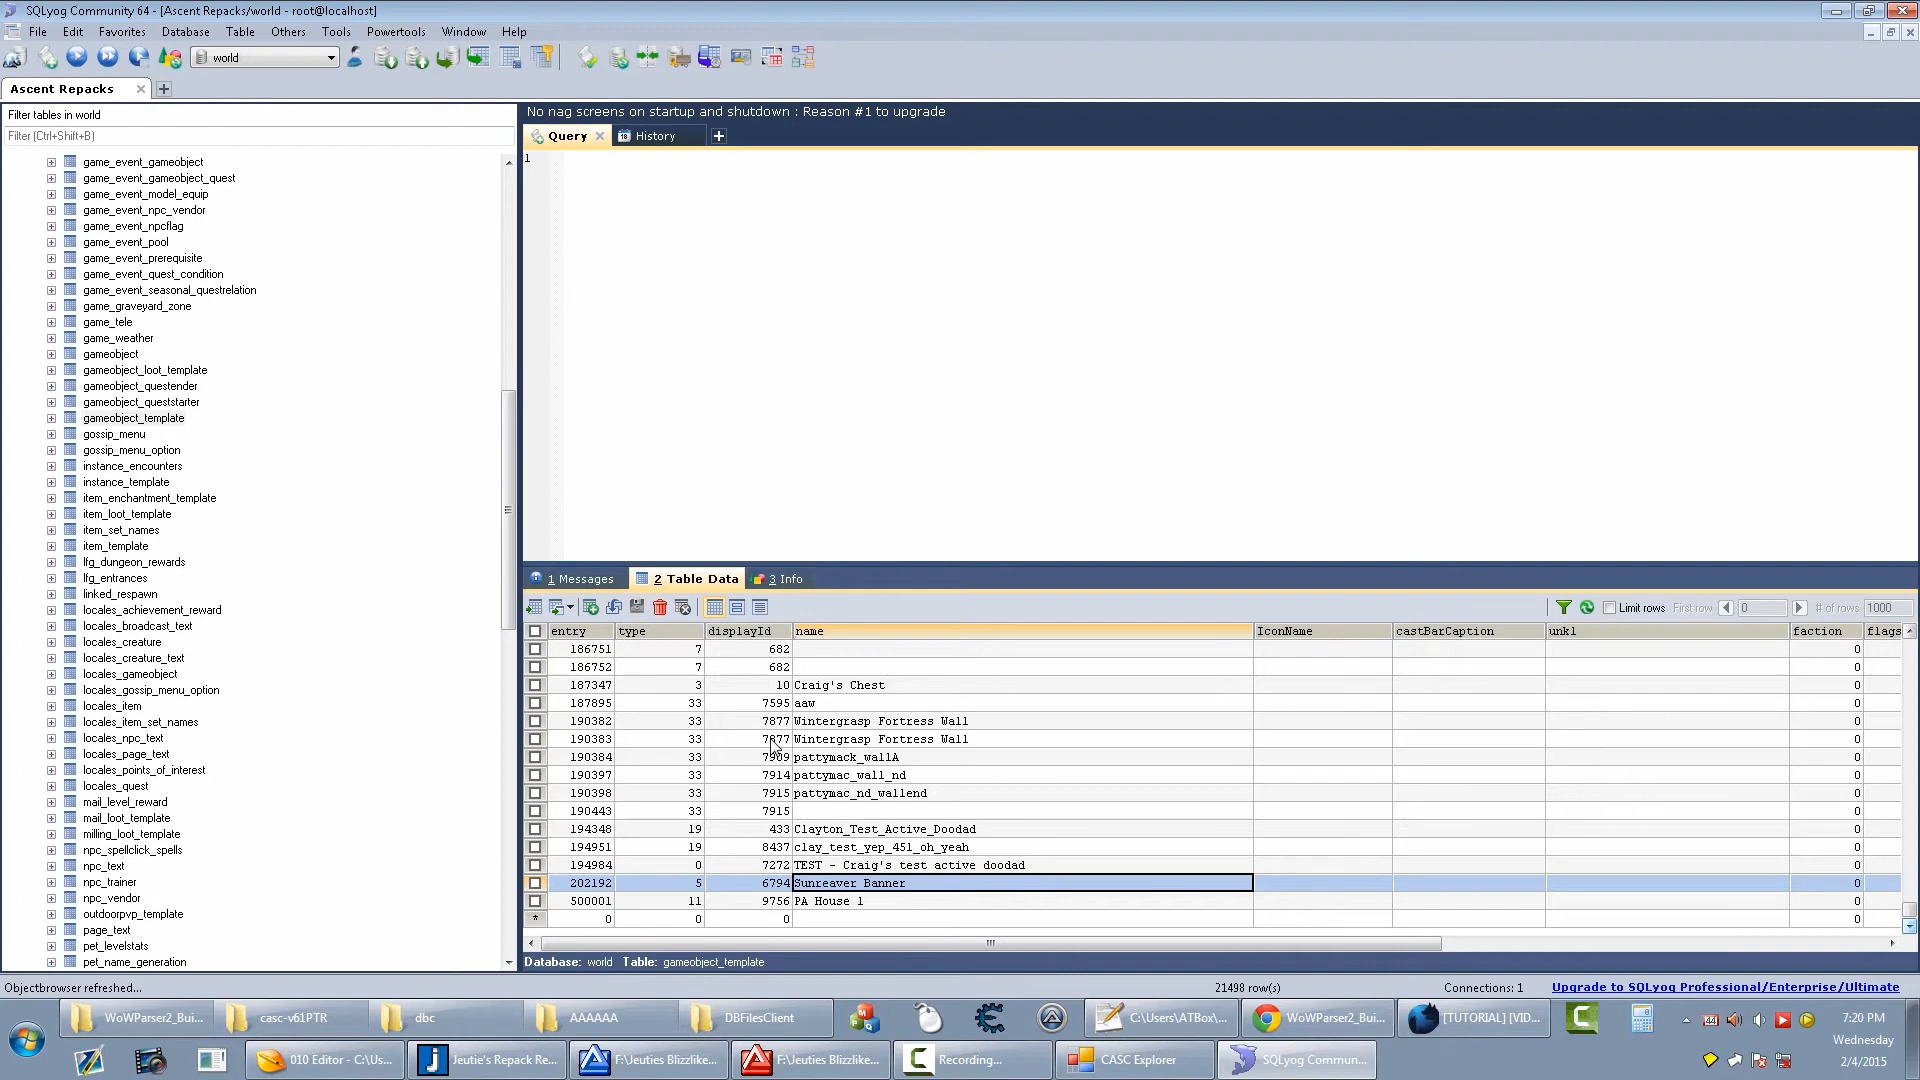 SQLyog Community 64 - [Ascent Repacks/world - root@localhost]
File Edit Favorites Database Table Others Tools Powertools Window Help
world
Ascent Repacks
Filter tables in world
Filter (Ctrl+Shift+B)
game_event_gameobject
game_event_gameobject_quest
game_event_model_equip
game_event_npc_vendor
game_event_npcflag
game_event_pool
game_event_prerequisite
game_event_quest_condition
game_event_seasonal_questrelation
game_graveyard_zone
game_tele
game_weather
gameobject
gameobject_loot_template
gameobject_questender
gameobject_queststarter
gameobject_template
gossip_menu
gossip_menu_option
instance_encounters
instance_template
item_enchantment_template
item_loot_template
item_set_names
item_template
lfg_dungeon_rewards
lfg_entrances
linked_respawn
locales_achievement_reward
locales_broadcast_text
locales_creature
locales_creature_text
locales_gameobject
locales_gossip_menu_option
locales_item
locales_item_set_names
locales_npc_text
locales_page_text
locales_points_of_interest
locales_quest
mail_level_reward
mail_loot_template
milling_loot_template
npc_spellclick_spells
npc_text
npc_trainer
npc_vendor
outdoorpvp_template
page_text
pet_levelstats
pet_name_generation
No nag screens on startup and shutdown : Reason #1 to upgrade
Query History
1
1 Messages 2 Table Data 3 Info
Limit rows First row 0 # of rows 1000
entry type displayId name IconName castBarCaption unk1 faction flags
186751 7 682 0
186752 7 682 0
187347 3 10 Craig's Chest 0
187895 33 7595 aaw 0
190382 33 7877 Wintergrasp Fortress Wall 0
190383 33 7877 Wintergrasp Fortress Wall 0
190384 33 7909 pattymack_wallA 0
190397 33 7914 pattymac_wall_nd 0
190398 33 7915 pattymac_nd_wallend 0
190443 33 7915 0
194348 19 433 Clayton_Test_Active_Doodad 0
194951 19 8437 clay_test_yep_451_oh_yeah 0
194984 0 7272 TEST - Craig's test active doodad 0
202192 5 6794 Sunreaver Banner 0
500001 11 9756 PA House 1 0
* 0 0 0 0
Database: world Table: gameobject_template
Objectbrowser refreshed... 21498 row(s) Connections: 1 Upgrade to SQLyog Professional/Enterprise/Ultimate
WoWParser2_Bui... casc-v61PTR dbc AAAAAA DBFilesClient C:\Users\ATBox\... WoWParser2_Bui... [TUTORIAL] [VID... 7:20 PM
Wednesday
010 Editor - C:\Us... Jeutie's Repack Re... F:\Jeuties Blizzlike... F:\Jeuties Blizzlike... Recording... CASC Explorer SQLyog Commun... 2/4/2015